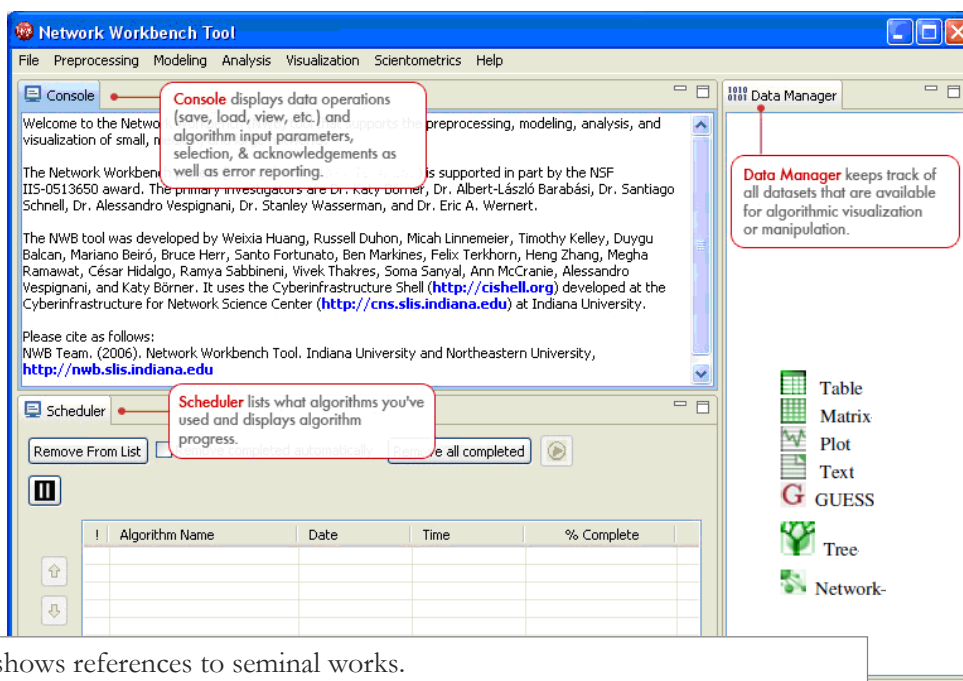 Network Workbench Tool
File Preprocessing Modeling Analysis Visualization Scientometrics Help
Console
Console displays data operations
(save, load, view, etc.) and
algorithm input parameters,
selection, & acknowledgements as
well as error reporting.
Welcome to the Netwo supports the preprocessing, modeling, analysis, and
visualization of small, m
The Network Workben is supported in part by the NSF
IIS-0513650 award. The primary investigators are Dr. Katy Börner, Dr. Albert-László Barabási, Dr. Santiago
Schnell, Dr. Alessandro Vespignani, Dr. Stanley Wasserman, and Dr. Eric A. Wernert.
The NWB tool was developed by Weixia Huang, Russell Duhon, Micah Linnemeier, Timothy Kelley, Duygu
Balcan, Mariano Beiró, Bruce Herr, Santo Fortunato, Ben Markines, Felix Terkhorn, Heng Zhang, Megha
Ramawat, César Hidalgo, Ramya Sabbineni, Vivek Thakres, Soma Sanyal, Ann McCranie, Alessandro
Vespignani, and Katy Börner. It uses the Cyberinfrastructure Shell (http://cishell.org) developed at the
Cyberinfrastructure for Network Science Center (http://cns.slis.indiana.edu) at Indiana University.
Please cite as follows:
NWB Team. (2006). Network Workbench Tool. Indiana University and Northeastern University,
http://nwb.slis.indiana.edu
Scheduler
Scheduler lists what algorithms you've
used and displays algorithm
progress.
Remove From List Remove completed automatically Remove all completed
! Algorithm Name Date Time % Complete
Data Manager
Data Manager keeps track of
all datasets that are available
for algorithmic visualization
or manipulation.
Table
Matrix
Plot
Text
GUESS
Tree
Network-
shows references to seminal works.